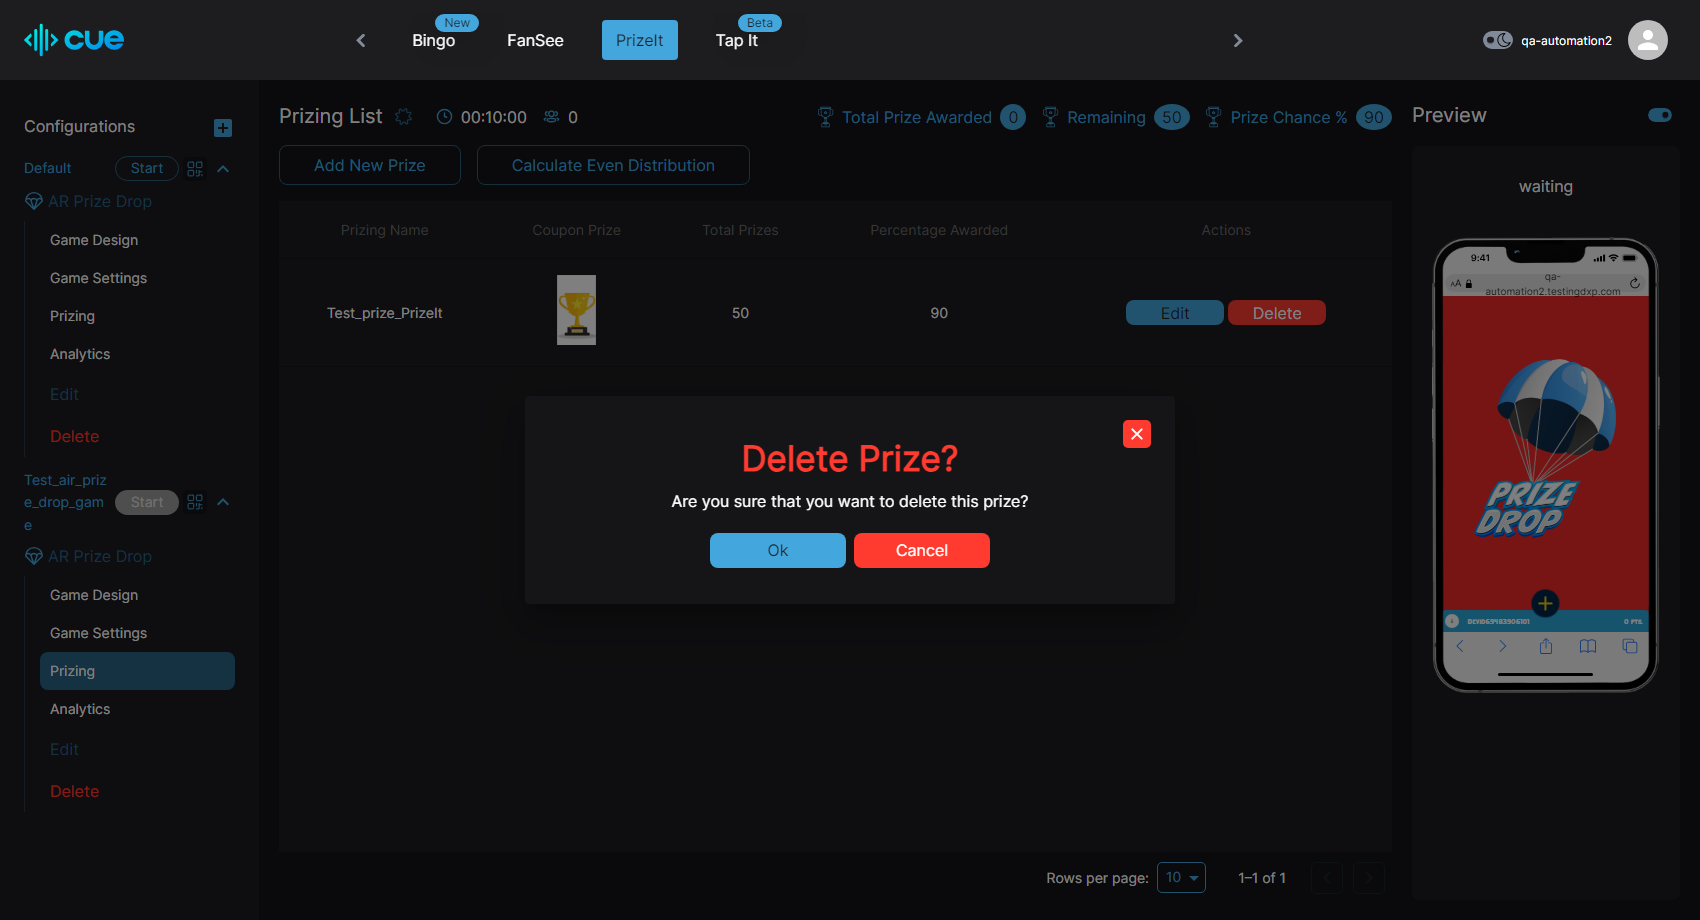 cue
New
Bingo
FanSee
PrizeIt
Beta
Tap It
qa-automation2
Configurations
Default
Start
AR Prize Drop
Game Design
Game Settings
Prizing
Analytics
Edit
Delete
Test_air_priz
e_drop_gam
e
Start
AR Prize Drop
Game Design
Game Settings
Prizing
Analytics
Edit
Delete
Prizing List
00:10:00
0
Total Prize Awarded 0
Remaining 50
Prize Chance % 90
Add New Prize
Calculate Even Distribution
Prizing Name Coupon Prize Total Prizes Percentage Awarded Actions
Test_prize_PrizeIt 50 90 Edit Delete
Delete Prize?
Are you sure that you want to delete this prize?
Ok
Cancel
Rows per page: 10 1–1 of 1
Preview
waiting
9:41
AA
qa-
automation2.testingdxp.com
PRIZE
DROP
0 PTS.